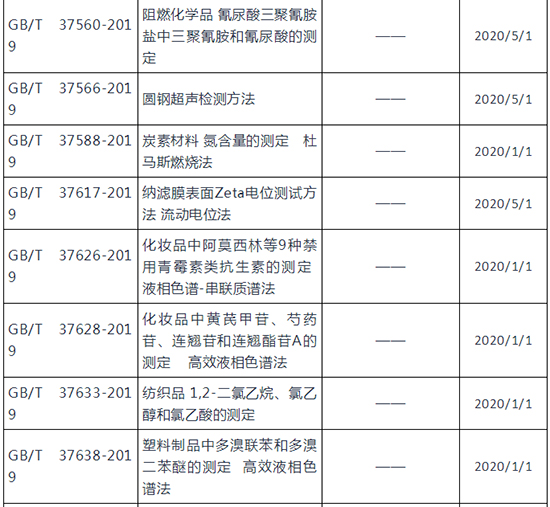 GB/T 37560-201
9
阻燃化学品 氰尿酸三聚氰胺
盐中三聚氰胺和氰尿酸的测
定
——
2020/5/1
GB/T 37566-201
9
圆钢超声检测方法
——
2020/5/1
GB/T 37588-201
9
炭素材料 氮含量的测定 杜
马斯燃烧法
——
2020/1/1
GB/T 37617-201
9
纳滤膜表面Zeta电位测试方
法 流动电位法
——
2020/5/1
GB/T 37626-201
9
化妆品中阿莫西林等9种禁
用青霉素类抗生素的测定
液相色谱-串联质谱法
——
2020/1/1
GB/T 37628-201
9
化妆品中黄芪甲苷、芍药
苷、连翘苷和连翘酯苷A的
测定 高效液相色谱法
——
2020/1/1
GB/T 37633-201
9
纺织品 1,2-二氯乙烷、氯乙
醇和氯乙酸的测定
——
2020/1/1
GB/T 37638-201
9
塑料制品中多溴联苯和多溴
二苯醚的测定 高效液相色
谱法
——
2020/1/1